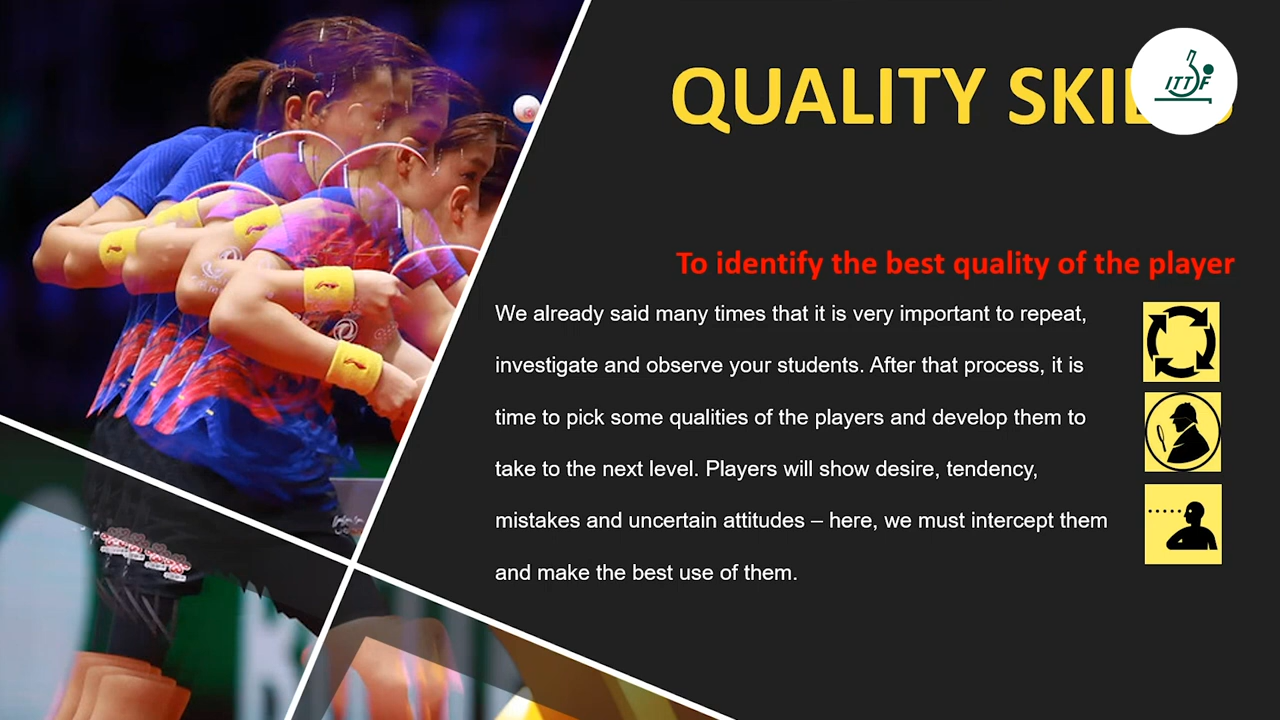 QUALITY SKI
ITTF
To identify the best quality of the player
We already said many times that it is very important to repeat,
investigate and observe your students. After that process, it is
time to pick some qualities of the players and develop them to
take to the next level. Players will show desire, tendency,
mistakes and uncertain attitudes – here, we must intercept them
and make the best use of them.